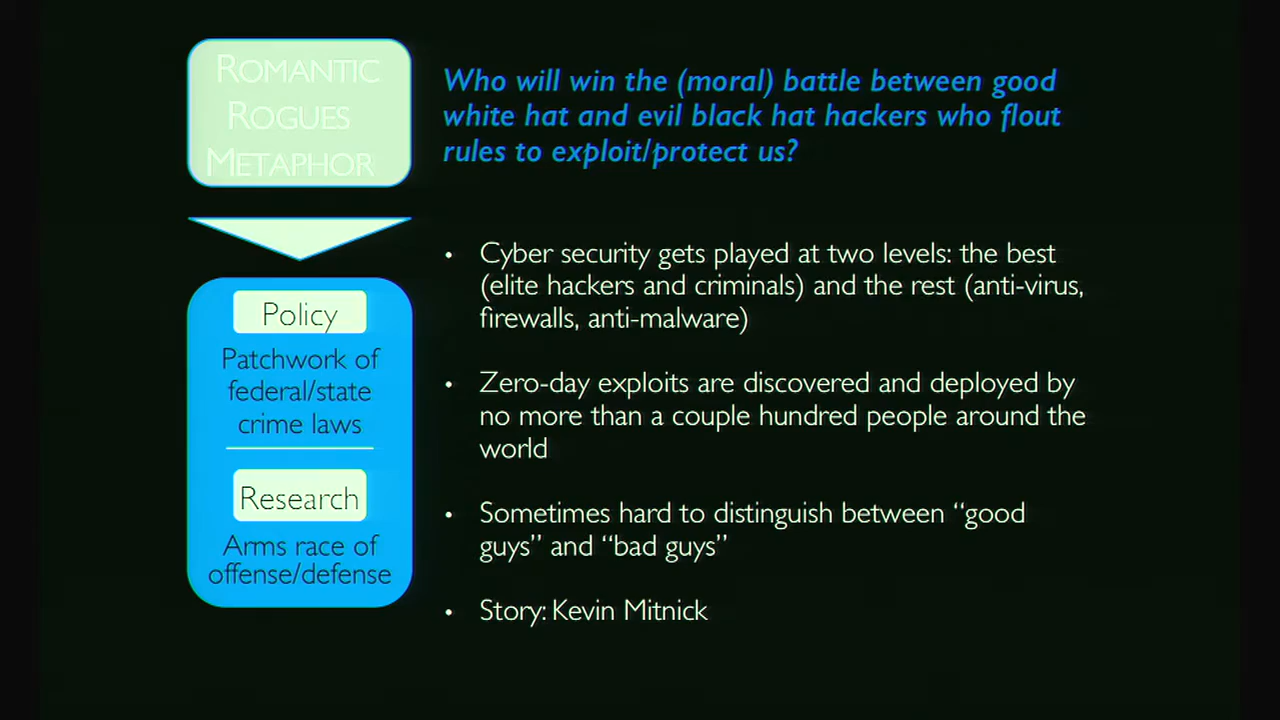 ROMANTIC
ROGUES
METAPHOR
Who will win the (moral) battle between good
white hat and evil black hat hackers who flout
rules to exploit/protect us?
Policy
Patchwork of
federal/state
crime laws
Research
Arms race of
offense/defense
• Cyber security gets played at two levels: the best
(elite hackers and criminals) and the rest (anti-virus,
firewalls, anti-malware)
• Zero-day exploits are discovered and deployed by
no more than a couple hundred people around the
world
• Sometimes hard to distinguish between “good
guys” and “bad guys”
• Story: Kevin Mitnick